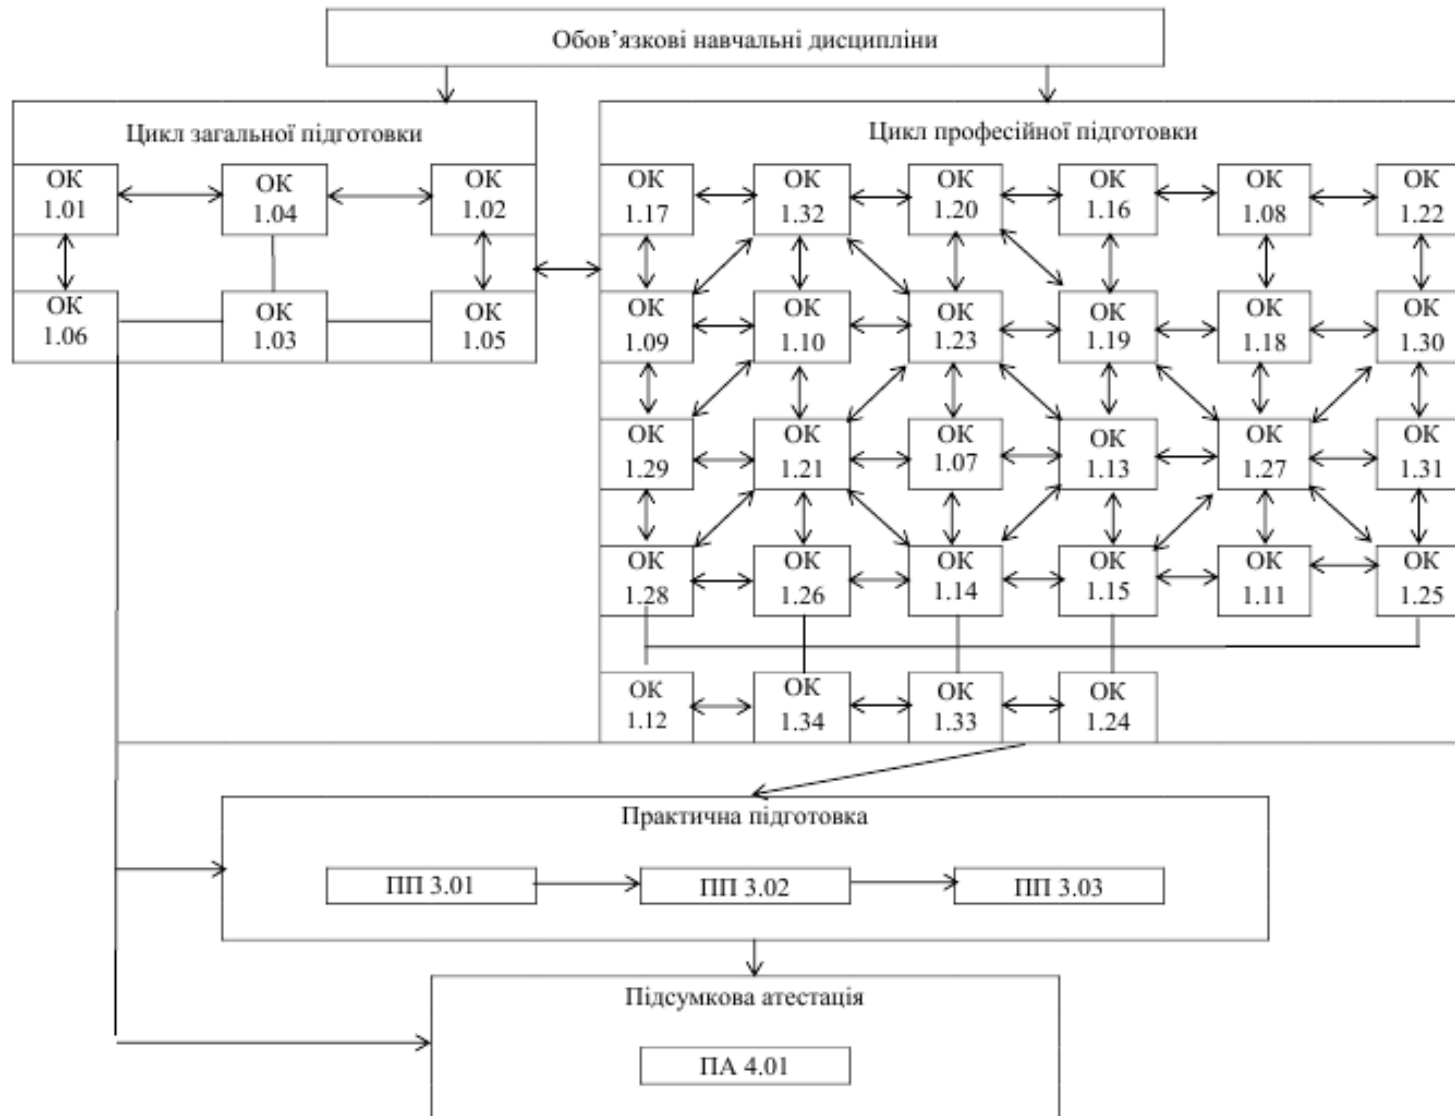 Обов’язкові навчальні дисципліни
Цикл загальної підготовки
ОК
1.01
ОК
1.04
ОК
1.02
ОК
1.06
ОК
1.03
ОК
1.05
Цикл професійної підготовки
ОК
1.17
ОК
1.32
ОК
1.20
ОК
1.16
ОК
1.08
ОК
1.22
ОК
1.09
ОК
1.10
ОК
1.23
ОК
1.19
ОК
1.18
ОК
1.30
ОК
1.29
ОК
1.21
ОК
1.07
ОК
1.13
ОК
1.27
ОК
1.31
ОК
1.28
ОК
1.26
ОК
1.14
ОК
1.15
ОК
1.11
ОК
1.25
ОК
1.12
ОК
1.34
ОК
1.33
ОК
1.24
Практична підготовка
ПП 3.01
ПП 3.02
ПП 3.03
Підсумкова атестація
ПА 4.01